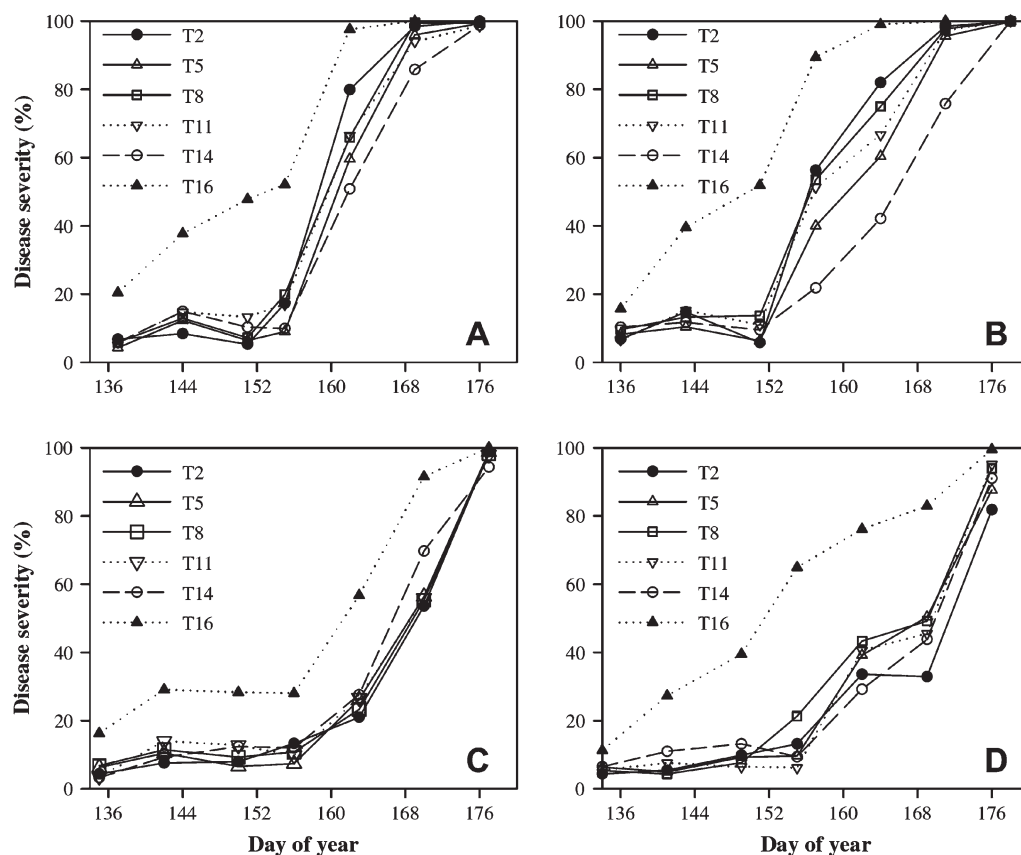 100
80
60
40
20
0
Disease severity (%)
T2
T5
T8
T11
T14
T16
A
136 144 152 160 168 176
100
80
60
40
20
0
T2
T5
T8
T11
T14
T16
B
136 144 152 160 168 176
100
80
60
40
20
0
Disease severity (%)
T2
T5
T8
T11
T14
T16
C
136 144 152 160 168 176
Day of year
100
80
60
40
20
0
T2
T5
T8
T11
T14
T16
D
136 144 152 160 168 176
Day of year